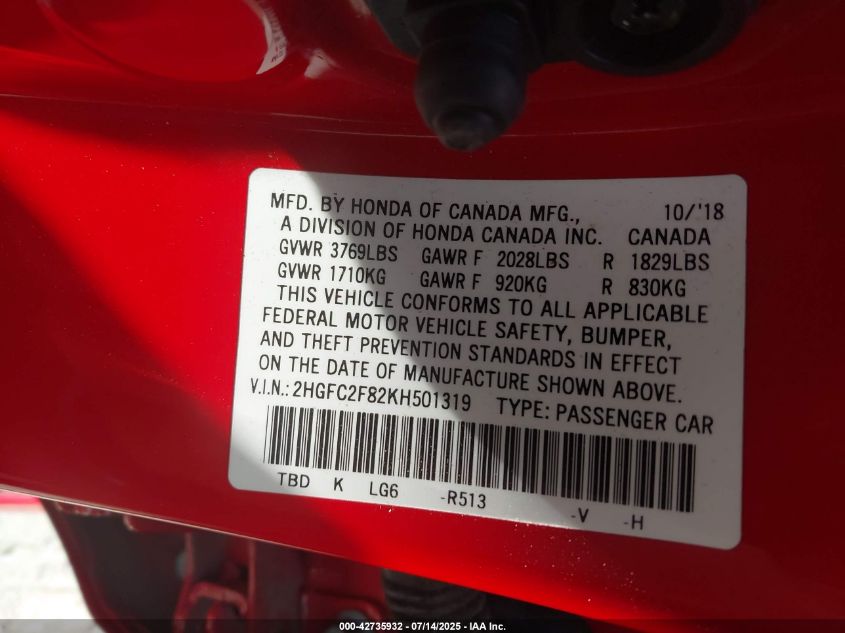 MFD. BY HONDA OF CANADA MFG., 10/'18
A DIVISION OF HONDA CANADA INC. CANADA
GVWR 3769LBS GAWR F 2028LBS R 1829LBS
GVWR 1710KG GAWR F 920KG R 830KG
THIS VEHICLE CONFORMS TO ALL APPLICABLE
FEDERAL MOTOR VEHICLE SAFETY, BUMPER,
AND THEFT PREVENTION STANDARDS IN EFFECT
ON THE DATE OF MANUFACTURE SHOWN ABOVE.
V.I.N.: 2HGFC2F82KH501319 TYPE: PASSENGER CAR
TBD K LG6 -R513 -V -H
000-42735932 - 07/14/2025 - IAA Inc.